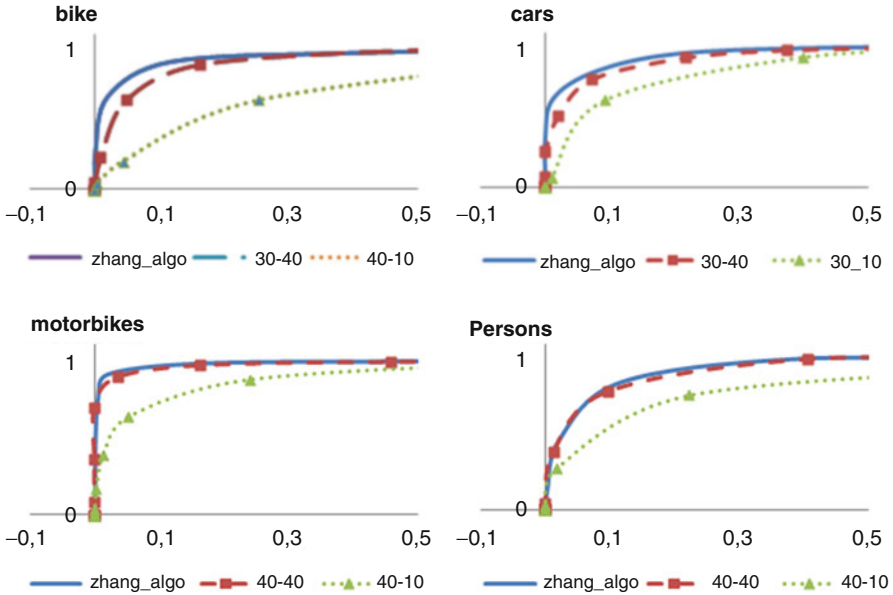 bike
1
0
–0,1 0,1 0,3 0,5
zhang_algo 30-40 40-10
cars
1
0
–0,1 0,1 0,3 0,5
zhang_algo 30-40 30_10
motorbikes
1
0
–0,1 0,1 0,3 0,5
zhang_algo 40-40 40-10
Persons
1
0
–0,1 0,1 0,3 0,5
zhang_algo 40-40 40-10